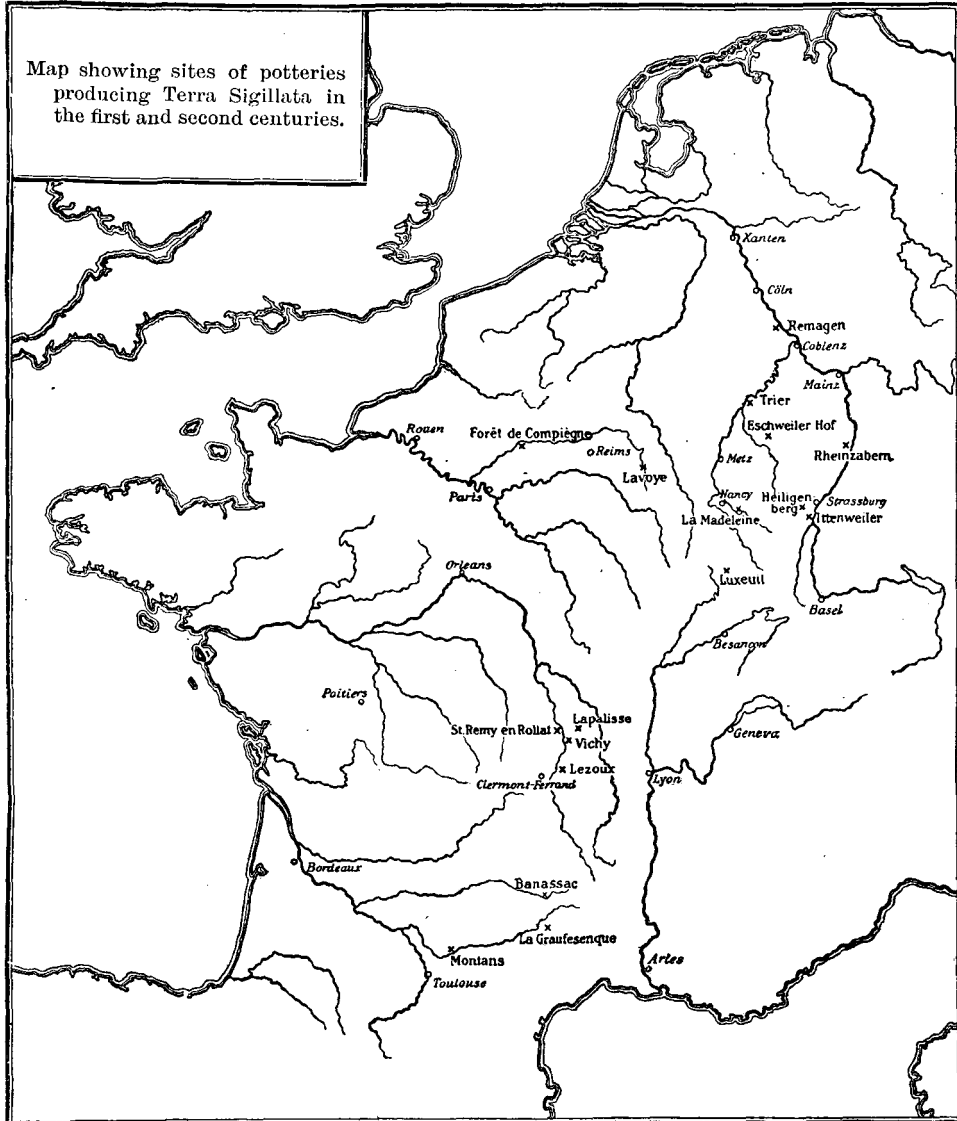 Map showing sites of potteries
producing Terra Sigillata in
the first and second centuries.
Xanten
Cöln
Remagen
Coblenz
Mainz
Trier
Eschweiler Hof
Rouen
Forêt de Compiègne
Reims
Metz
Rheinzabern
Lavoye
Paris
Nancy
Heiligen
berg
Strassburg
La Madeleine
Ittenweiler
Orleans
Luxeuil
Basel
Besançon
Poitiers
Lapalisse
St. Remy en Rollat
Vichy
Geneva
Lezoux
Clermont-Ferrand
Lyon
Bordeaux
Banassac
La Graufesenque
Montans
Arles
Toulouse